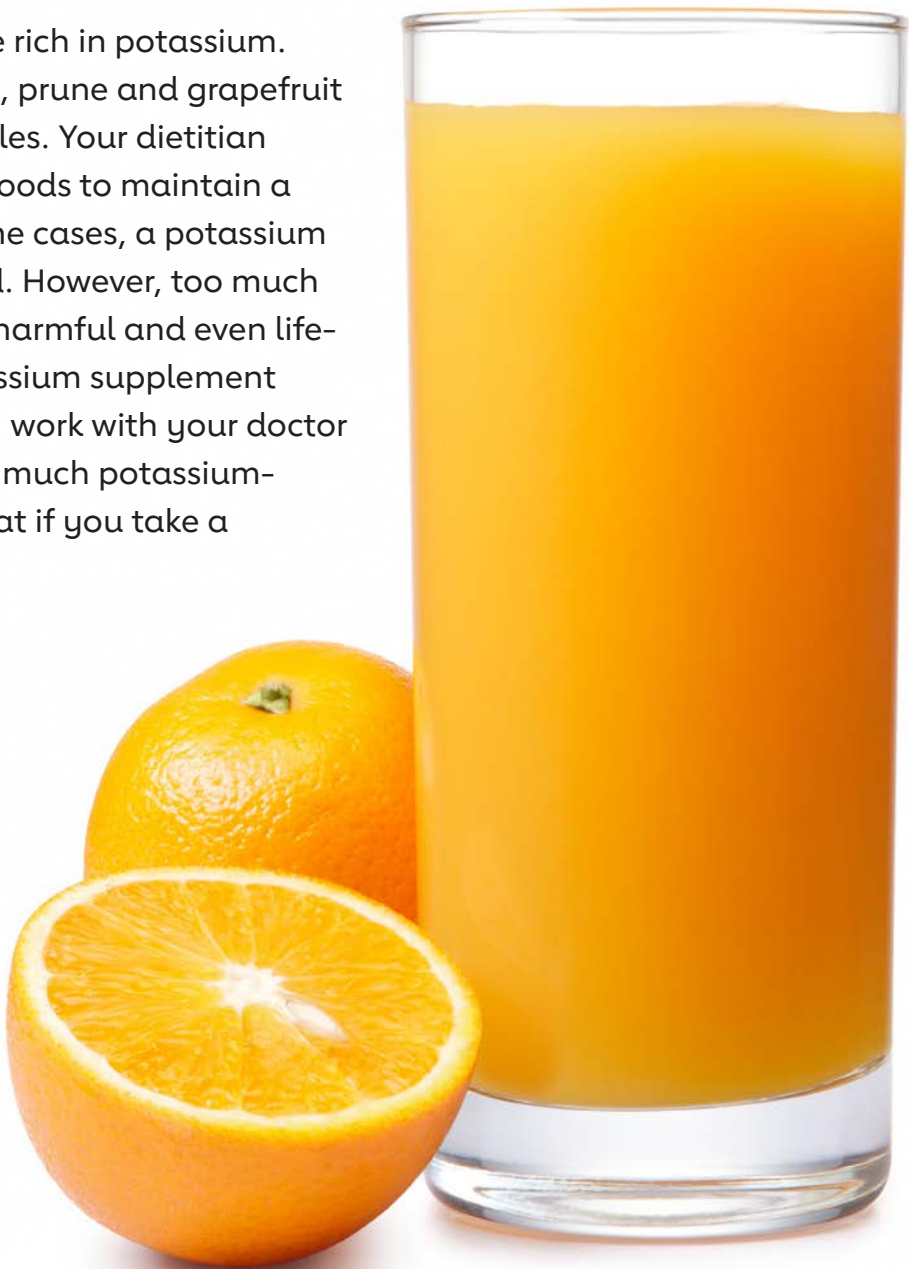 rich in potassium.
, prune and grapefruit
les. Your dietitian
oods to maintain a
ne cases, a potassium
. However, too much
harmful and even life-
ssium supplement
work with your doctor
much potassium-
at if you take a